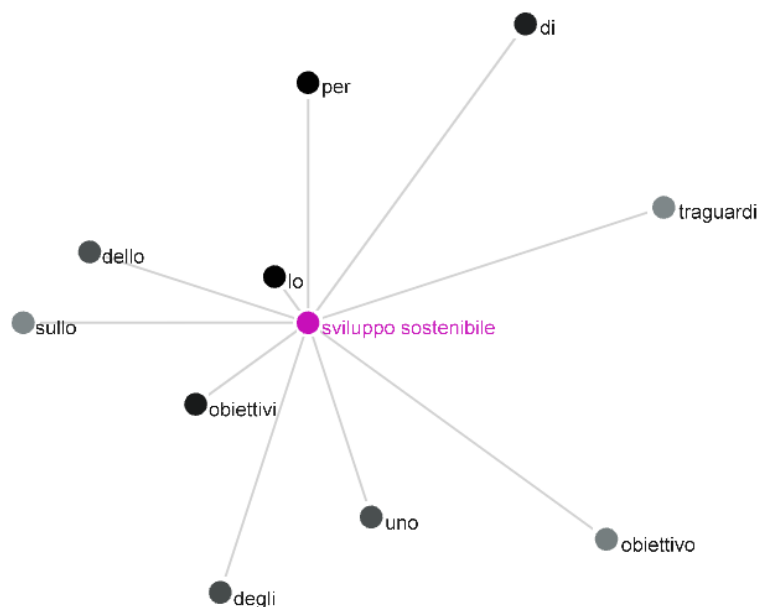 di
per
traguardi
dello
lo
sullo
sviluppo sostenibile
obiettivi
uno
obiettivo
degli